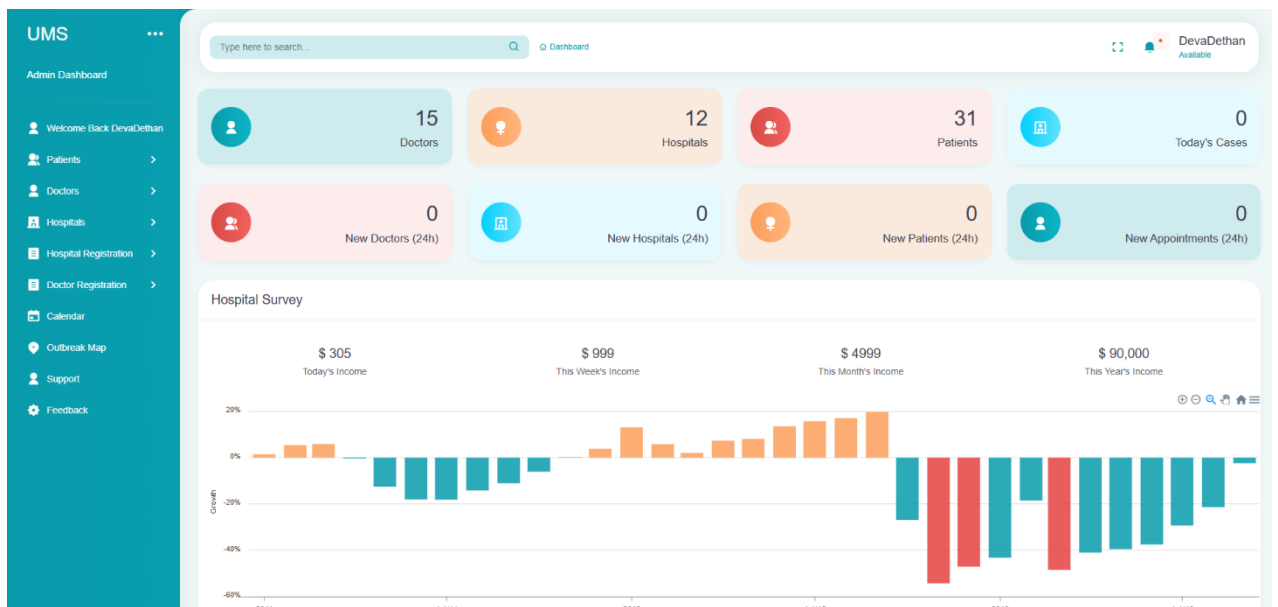 UMS
Admin Dashboard
Welcome Back DevaDethan
Patients
Doctors
Hospitals
Hospital Registration
Doctor Registration
Calendar
Outbreak Map
Support
Feedback
Type here to search...
Dashboard
DevaDethan
Available
15
Doctors
12
Hospitals
31
Patients
0
Today's Cases
0
New Doctors (24h)
0
New Hospitals (24h)
0
New Patients (24h)
0
New Appointments (24h)
Hospital Survey
$ 305
Today's Income
$ 999
This Week's Income
$ 4999
This Month's Income
$ 90,000
This Year's Income
20%
0%
-20%
-40%
-60%
Growth